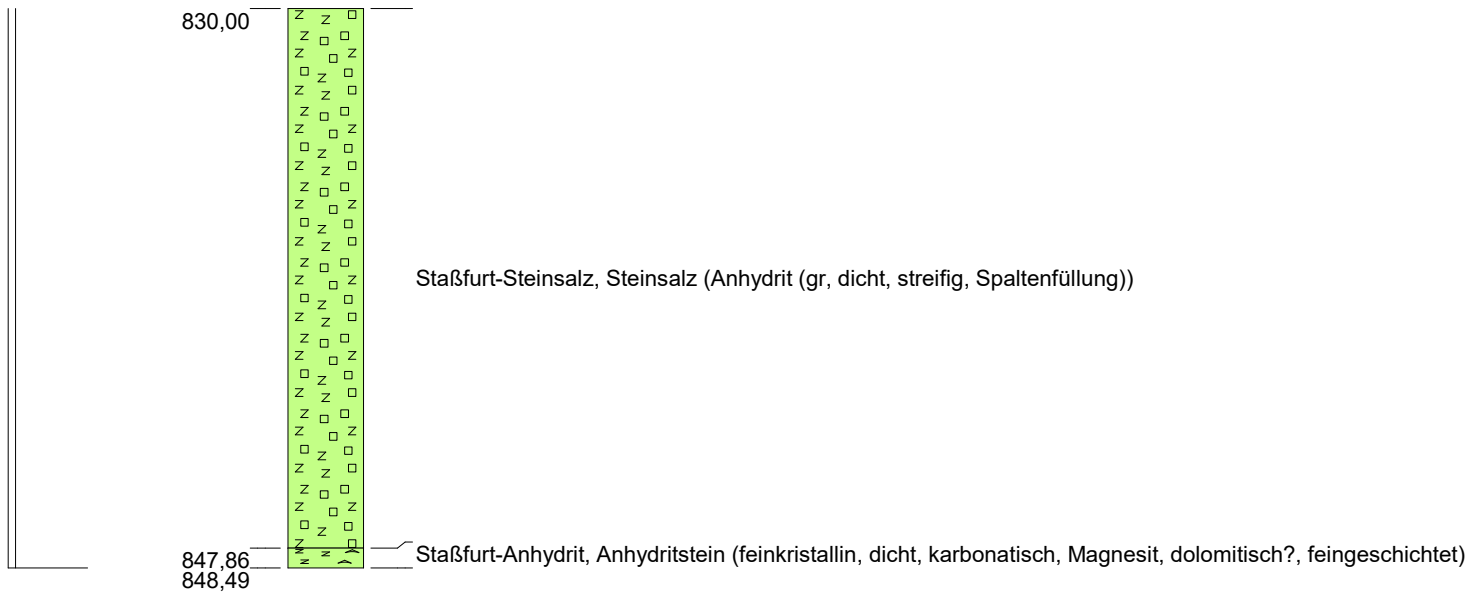 830,00
Staßfurt-Steinsalz, Steinsalz (Anhydrit (gr, dicht, streifig, Spaltenfüllung))
847,86
Staßfurt-Anhydrit, Anhydritstein (feinkristallin, dicht, karbonatisch, Magnesit, dolomitisch?, feingeschichtet)
848,49